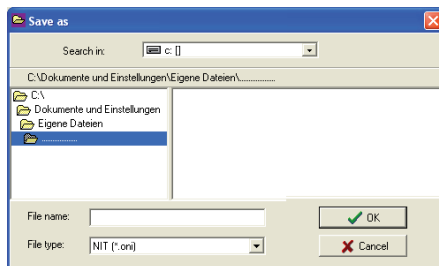 Save as
Search in: c: []
C:\Dokumente und Einstellungen\Eigene Dateien\................
C:\
Dokumente und Einstellungen
Eigene Dateien
................
File name:
OK
File type: NIT (*.oni)
Cancel